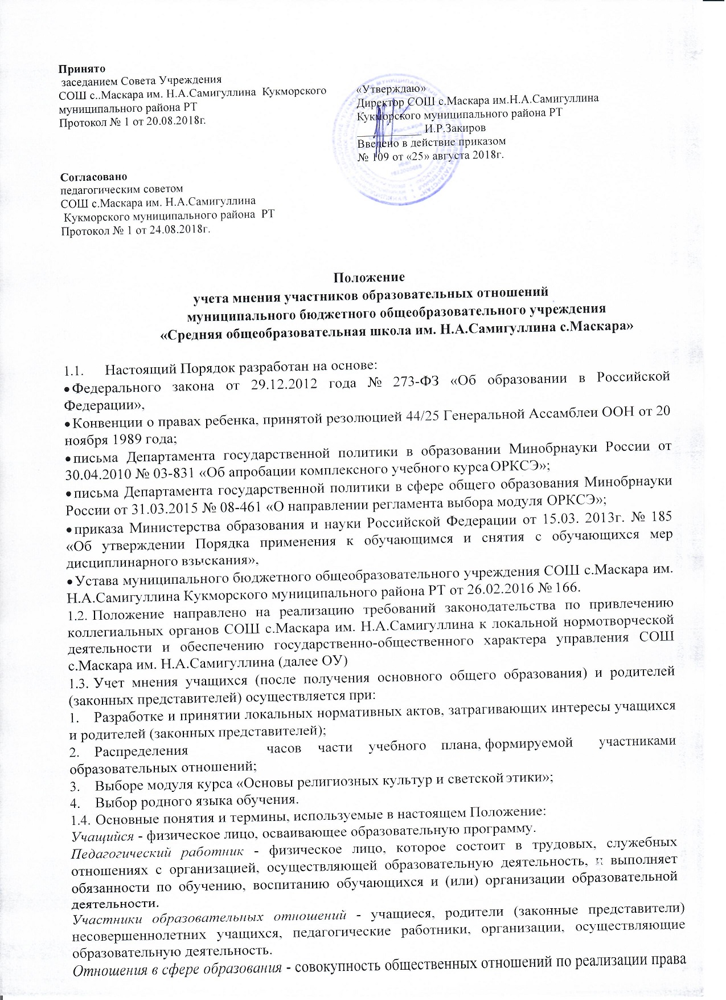 Принято
заседанием Совета Учреждения
СОШ с..Маскара им. Н.А.Самигуллина Кукморского
муниципального района РТ
Протокол № 1 от 20.08.2018г.
«Утверждаю»
Директор СОШ с.Маскара им.Н.А.Самигуллина
Кукморского муниципального района РТ
____________ И.Р.Закиров
Введено в действие приказом
№ 109 от «25» августа 2018г.
Согласовано
педагогическим советом
СОШ с.Маскара им. Н.А.Самигуллина
Кукморского муниципального района РТ
Протокол № 1 от 24.08.2018г.
Положение
учета мнения участников образовательных отношений
муниципального бюджетного общеобразовательного учреждения
«Средняя общеобразовательная школа им. Н.А.Самигуллина с.Маскара»
1.1. Настоящий Порядок разработан на основе:
• Федерального закона от 29.12.2012 года № 273-ФЗ «Об образовании в Российской
Федерации»,
• Конвенции о правах ребенка, принятой резолюцией 44/25 Генеральной Ассамблеи ООН от 20
ноября 1989 года;
• письма Департамента государственной политики в образовании Минобрнауки России от
30.04.2010 № 03-831 «Об апробации комплексного учебного курса ОРКСЭ»;
• письма Департамента государственной политики в сфере общего образования Минобрнауки
России от 31.03.2015 № 08-461 «О направлении регламента выбора модуля ОРКСЭ»;
• приказа Министерства образования и науки Российской Федерации от 15.03. 2013г. № 185
«Об утверждении Порядка применения к обучающимся и снятия с обучающихся мер
дисциплинарного взыскания»,
• Устава муниципального бюджетного общеобразовательного учреждения СОШ с.Маскара им.
Н.А.Самигуллина Кукморского муниципального района РТ от 26.02.2016 № 166.
1.2. Положение направлено на реализацию требований законодательства по привлечению
коллегиальных органов СОШ с.Маскара им. Н.А.Самигуллина к локальной нормотворческой
деятельности и обеспечению государственно-общественного характера управления СОШ
с.Маскара им. Н.А.Самигуллина (далее ОУ)
1.3. Учет мнения учащихся (после получения основного общего образования) и родителей
(законных представителей) осуществляется при:
1. Разработке и принятии локальных нормативных актов, затрагивающих интересы учащихся
и родителей (законных представителей);
2. Распределения часов части учебного плана, формируемой участниками
образовательных отношений;
3. Выборе модуля курса «Основы религиозных культур и светской этики»;
4. Выбор родного языка обучения.
1.4. Основные понятия и термины, используемые в настоящем Положение:
Учащийся - физическое лицо, осваивающее образовательную программу.
Педагогический работник - физическое лицо, которое состоит в трудовых, служебных
отношениях с организацией, осуществляющей образовательную деятельность, и выполняет
обязанности по обучению, воспитанию обучающихся и (или) организации образовательной
деятельности.
Участники образовательных отношений - учащиеся, родители (законные представители)
несовершеннолетних учащихся, педагогические работники, организации, осуществляющие
образовательную деятельность.
Отношения в сфере образования - совокупность общественных отношений по реализации права